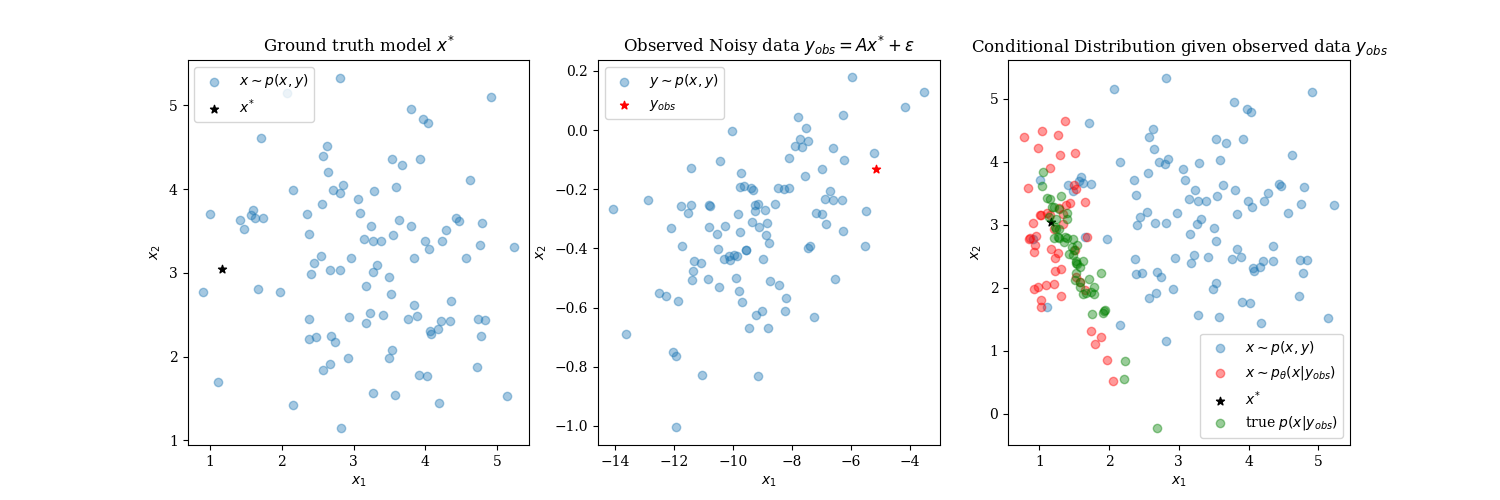 Ground truth model x*
x ~ p(x, y)
x*
5
4
3
2
1
x₂
1
2
3
4
5
x₁
Observed Noisy data y_obs = Ax* + ε
y ~ p(x, y)
y_obs
0.2
0.0
−0.2
−0.4
−0.6
−0.8
−1.0
x₂
−14
−12
−10
−8
−6
−4
x₁
Conditional Distribution given observed data y_obs
5
4
3
2
1
0
x₂
x ~ p(x, y)
x ~ p_θ(x|y_obs)
x*
true p(x|y_obs)
1
2
3
4
5
x₁